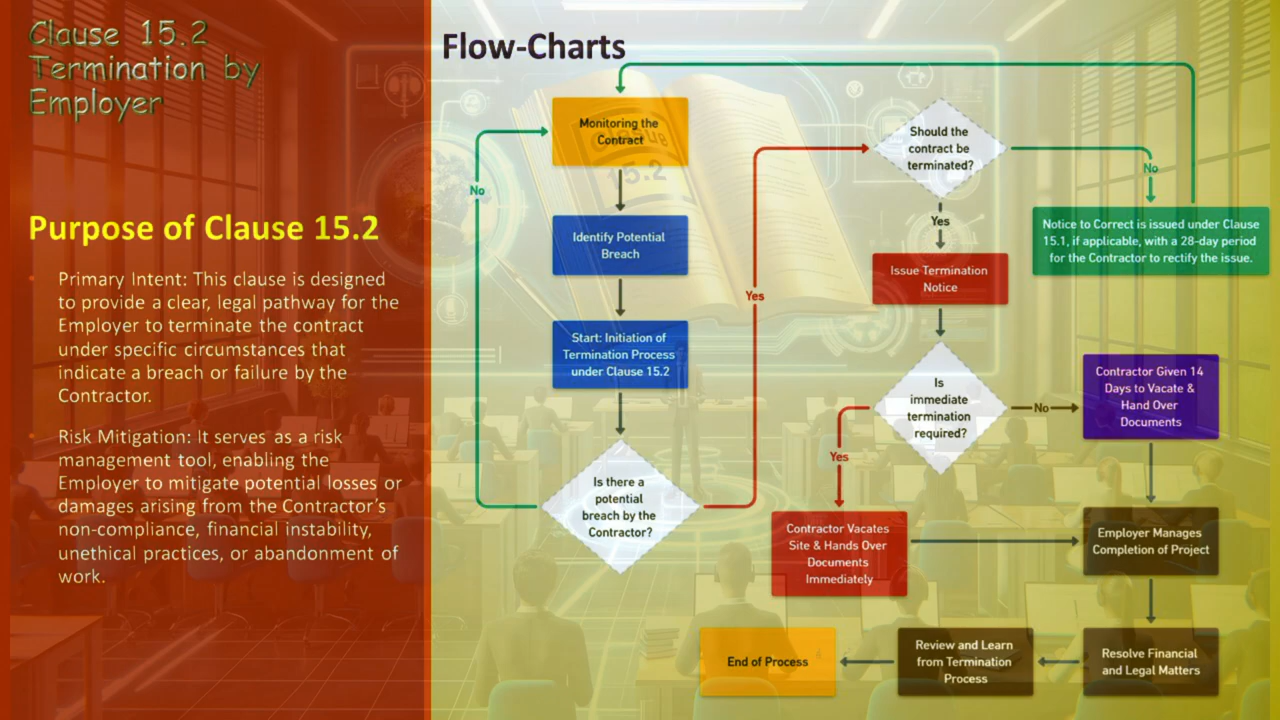 Clause 15.2
Termination by
Employer
Purpose of Clause 15.2
Primary Intent: This clause is designed
to provide a clear, legal pathway for the
Employer to terminate the contract
under specific circumstances that
indicate a breach or failure by the
Contractor.
Risk Mitigation: It serves as a risk
management tool, enabling the
Employer to mitigate potential losses or
damages arising from the Contractor's
non-compliance, financial instability,
unethical practices, or abandonment of
work.
Flow-Charts
Monitoring the
Contract
Clause
15.2
No
Identify Potential
Breach
Start: Initiation of
Termination Process
under Clause 15.2
Is there a
potential
breach by the
Contractor?
Yes
Should the
contract be
terminated?
No
Notice to Correct is issued under Clause
15.1, if applicable, with a 28-day period
for the Contractor to rectify the issue.
Yes
Issue Termination
Notice
Is
immediate
termination
required?
No
Contractor Given 14
Days to Vacate &
Hand Over
Documents
Yes
Contractor Vacates
Site & Hands Over
Documents
Immediately
Employer Manages
Completion of Project
Resolve Financial
and Legal Matters
Review and Learn
from Termination
Process
End of Process